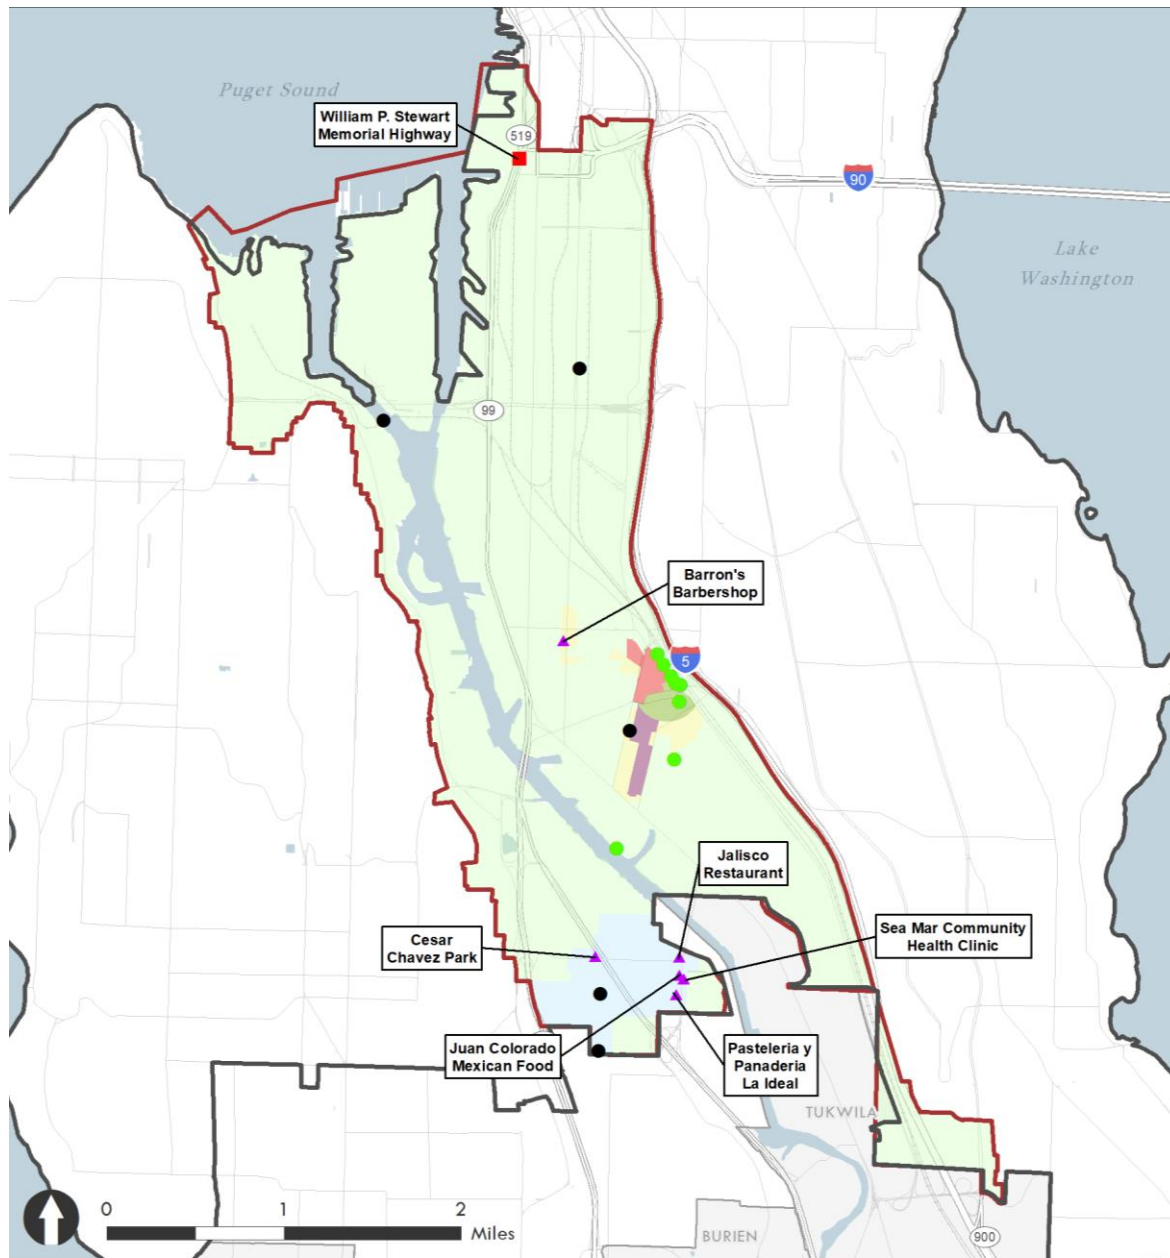 Puget Sound
William P. Stewart
Memorial Highway
519
90
Lake
Washington
99
Barron's
Barbershop
5
Jalisco
Restaurant
Cesar
Chavez Park
Sea Mar Community
Health Clinic
Juan Colorado
Mexican Food
Pasteleria y
Panaderia
La Ideal
TUKWILA
0 1 2
Miles
BURIEN
900